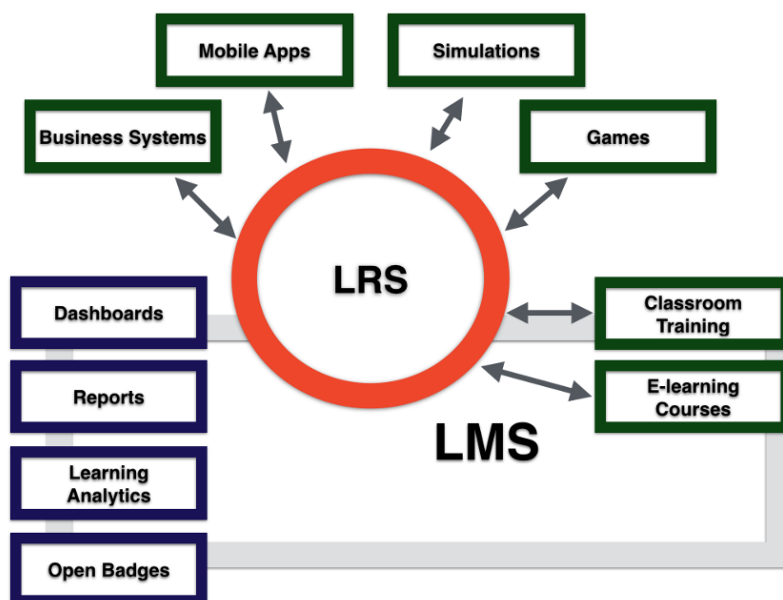 Mobile Apps
Simulations
Business Systems
Games
LRS
Dashboards
Classroom
Training
Reports
E-learning
Courses
LMS
Learning
Analytics
Open Badges